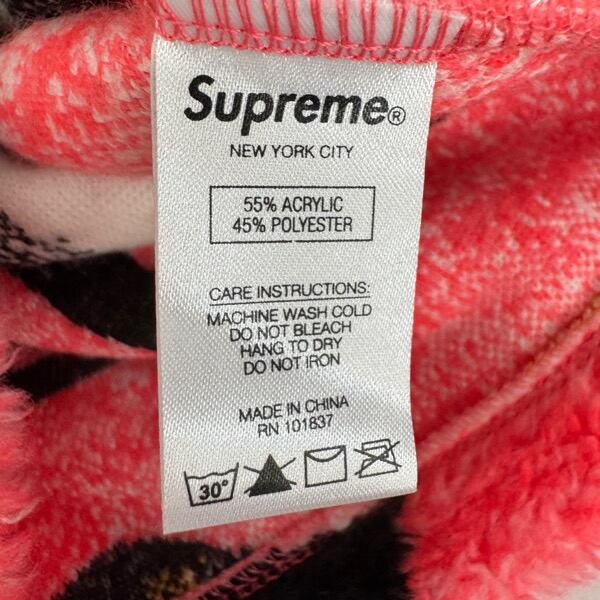 Supreme®
NEW YORK CITY
55% ACRYLIC
45% POLYESTER
CARE INSTRUCTIONS:
MACHINE WASH COLD
DO NOT BLEACH
HANG TO DRY
DO NOT IRON
MADE IN CHINA
RN 101837
30°